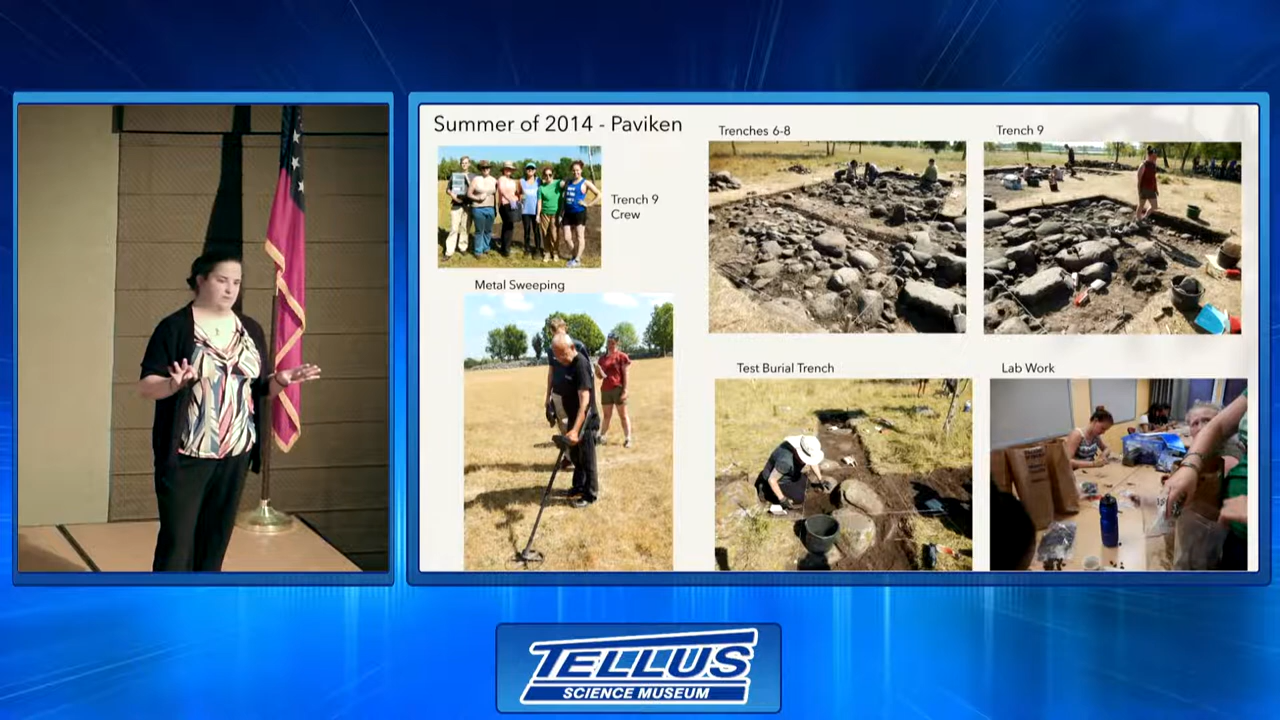 Summer of 2014 - Paviken
Trench 9
Crew
Metal Sweeping
Trenches 6-8
Trench 9
Test Burial Trench
Lab Work
TELLUS
SCIENCE MUSEUM